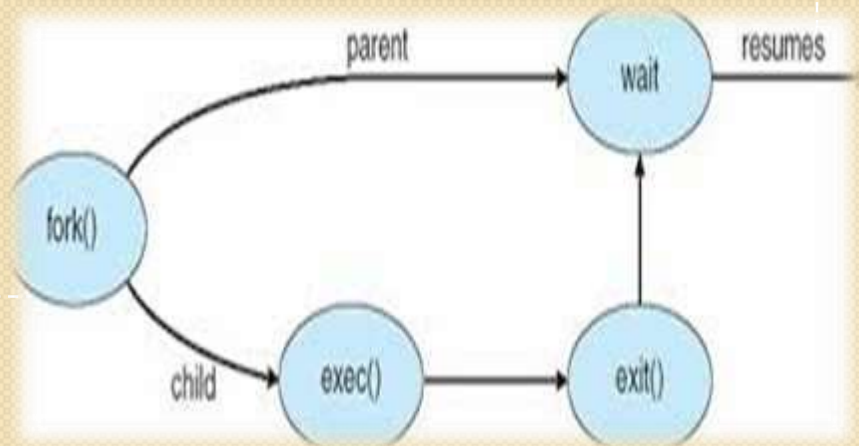 parent
resumes
wait
fork()
child
exec()
exit()